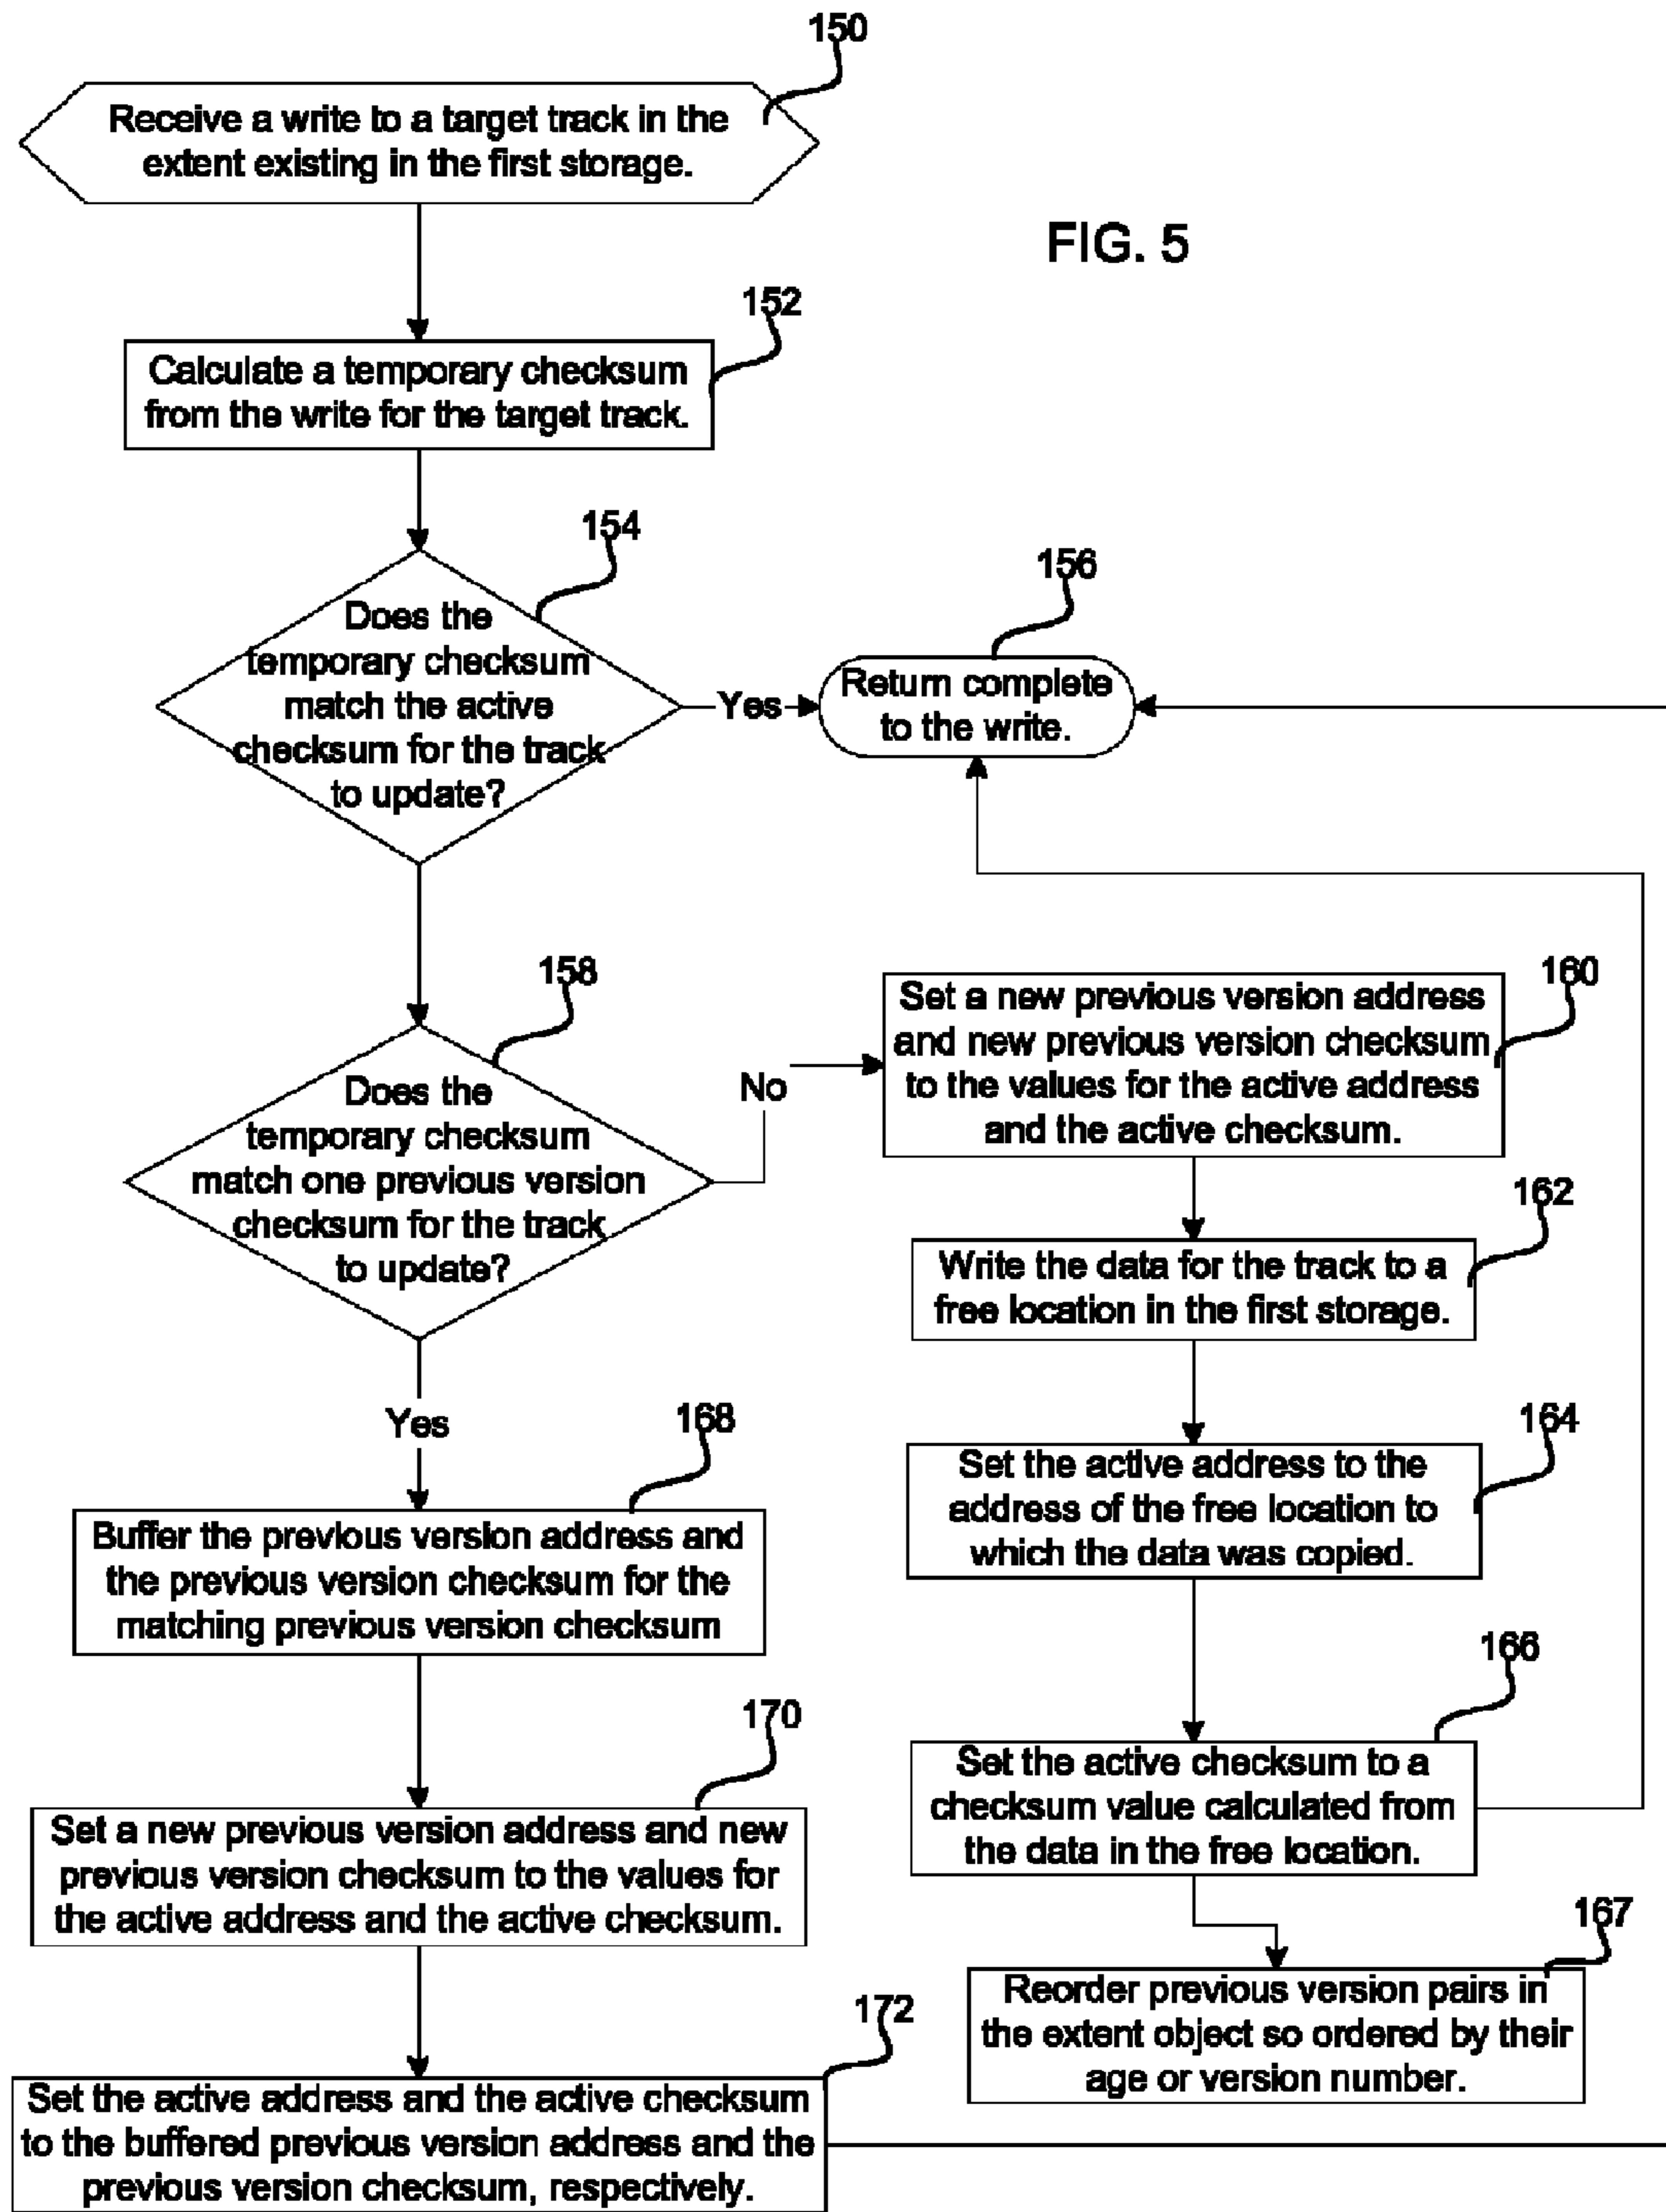 150
Receive a write to a target track in the
extent existing in the first storage.
FIG. 5
152
Calculate a temporary checksum
from the write for the target track.
154
Does the
temporary checksum
match the active
checksum for the track
to update?
Yes
156
Return complete
to the write.
158
Does the
temporary checksum
match one previous version
checksum for the track
to update?
No
160
Set a new previous version address
and new previous version checksum
to the values for the active address
and the active checksum.
162
Write the data for the track to a
free location in the first storage.
164
Set the active address to the
address of the free location to
which the data was copied.
166
Set the active checksum to a
checksum value calculated from
the data in the free location.
167
Reorder previous version pairs in
the extent object so ordered by their
age or version number.
Yes
168
Buffer the previous version address and
the previous version checksum for the
matching previous version checksum
170
Set a new previous version address and new
previous version checksum to the values for
the active address and the active checksum.
172
Set the active address and the active checksum
to the buffered previous version address and the
previous version checksum, respectively.